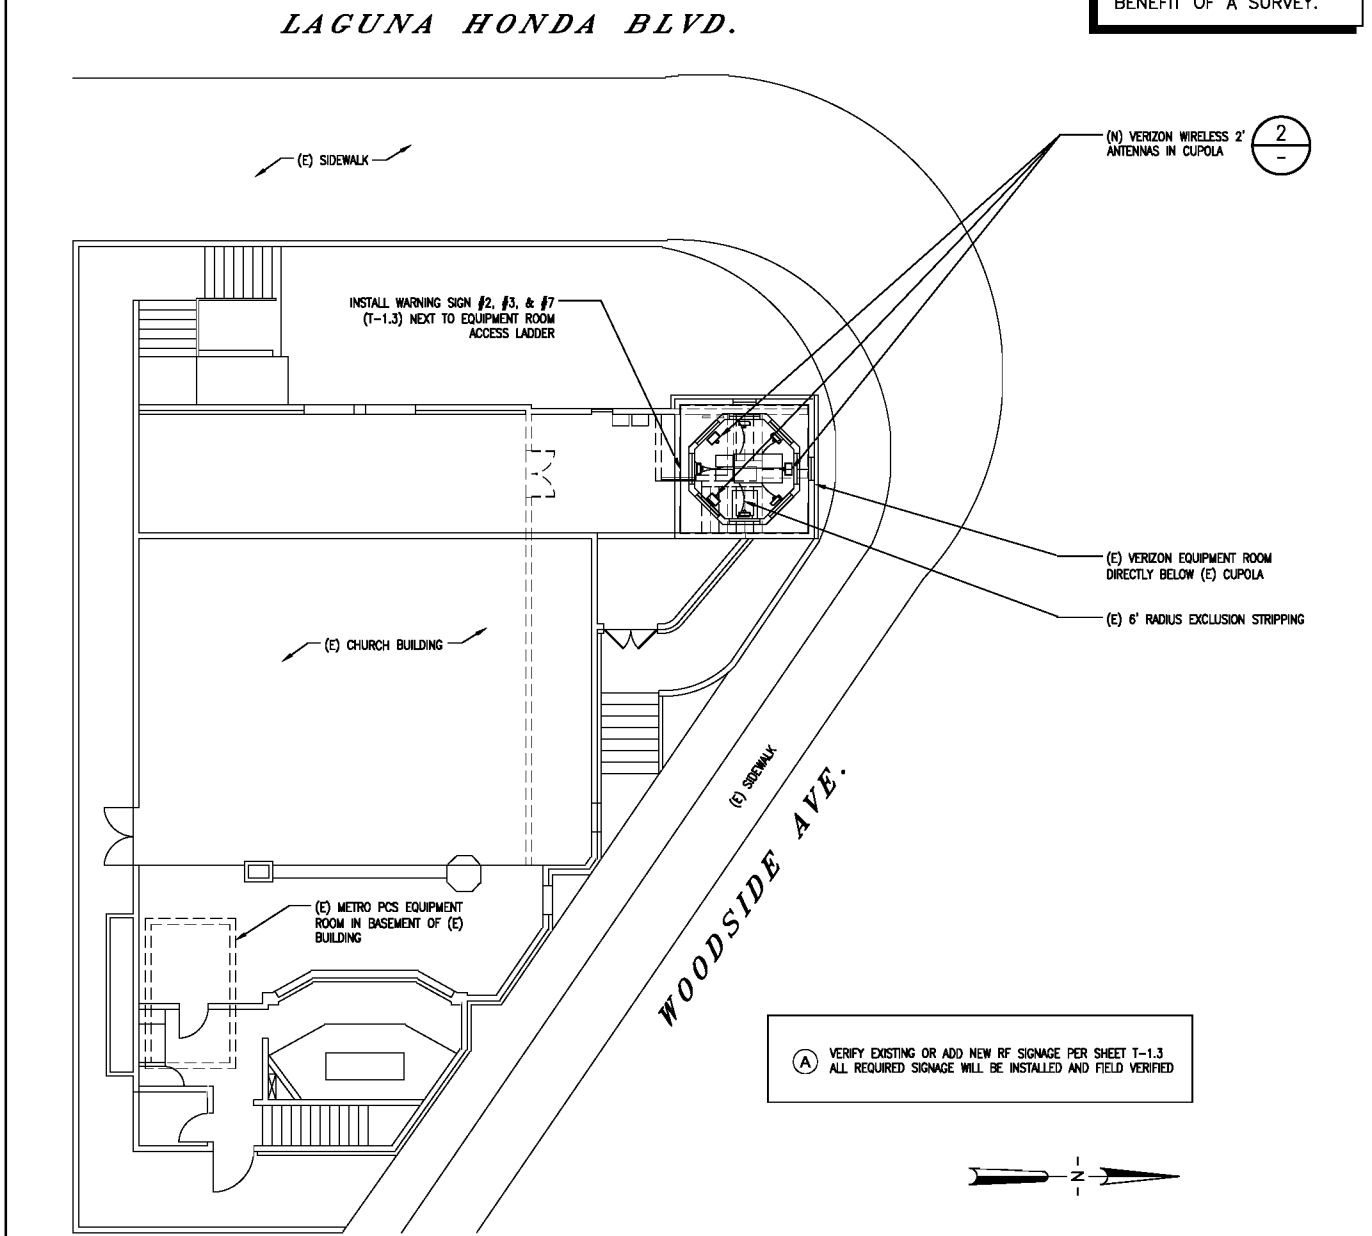 BENEFIT OF A SURVEY.
LAGUNA HONDA BLVD.
(N) VERIZON WIRELESS 2'
ANTENNAS IN CUPOLA
2
-
(E) SIDEWALK
INSTALL WARNING SIGN #2, #3, & #7
(T-1.3) NEXT TO EQUIPMENT ROOM
ACCESS LADDER
(E) VERIZON EQUIPMENT ROOM
DIRECTLY BELOW (E) CUPOLA
(E) 6' RADIUS EXCLUSION STRIPPING
(E) CHURCH BUILDING
(E) SIDEWALK
WOODSIDE AVE.
(E) METRO PCS EQUIPMENT
ROOM IN BASEMENT OF (E)
BUILDING
A
VERIFY EXISTING OR ADD NEW RF SIGNAGE PER SHEET T-1.3
ALL REQUIRED SIGNAGE WILL BE INSTALLED AND FIELD VERIFIED
N